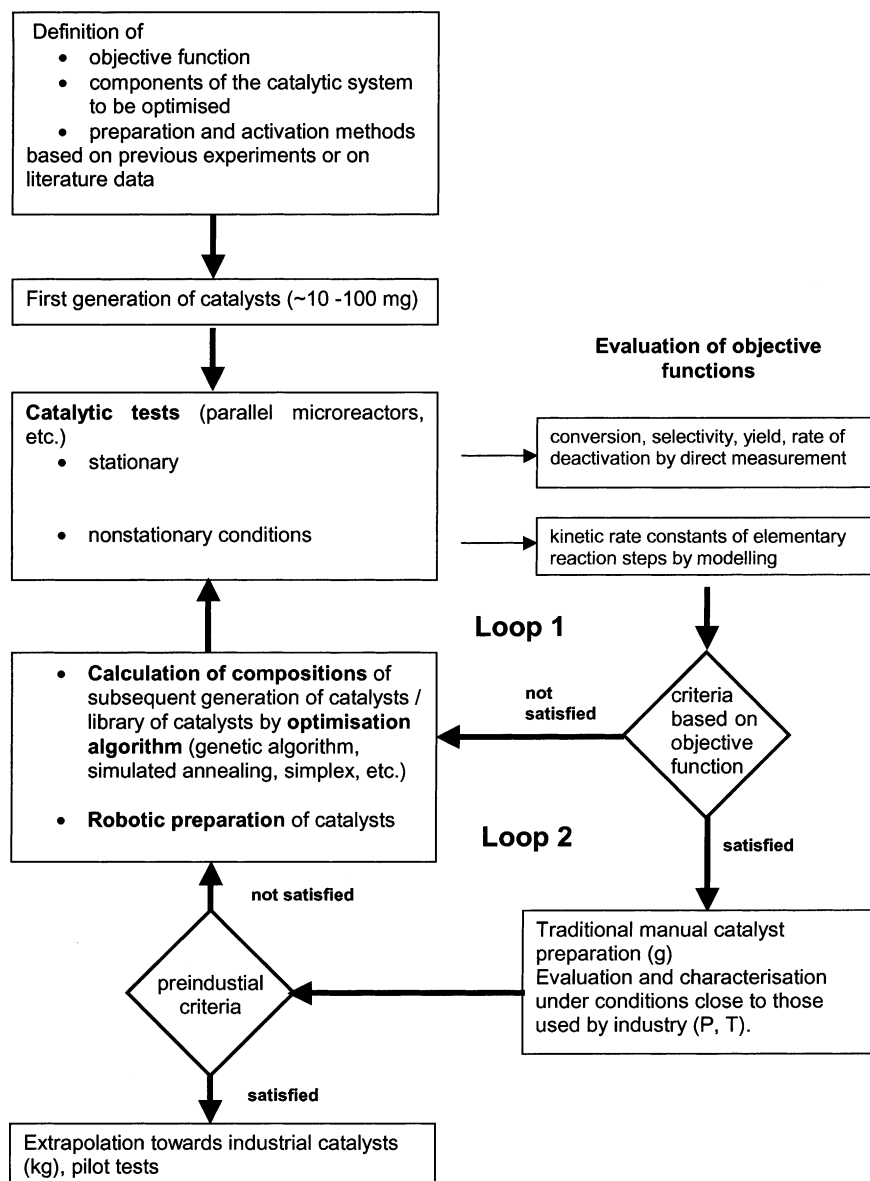 Definition of
• objective function
• components of the catalytic system
to be optimised
• preparation and activation methods
based on previous experiments or on
literature data
First generation of catalysts (~10 -100 mg)
Evaluation of objective
functions
Catalytic tests (parallel microreactors,
etc.)
• stationary
• nonstationary conditions
conversion, selectivity, yield, rate of
deactivation by direct measurement
kinetic rate constants of elementary
reaction steps by modelling
Loop 1
• Calculation of compositions of
subsequent generation of catalysts /
library of catalysts by optimisation
algorithm (genetic algorithm,
simulated annealing, simplex, etc.)
• Robotic preparation of catalysts
not
satisfied
criteria
based on
objective
function
Loop 2
satisfied
not satisfied
Traditional manual catalyst
preparation (g)
Evaluation and characterisation
under conditions close to those
used by industry (P, T).
preindustial
criteria
satisfied
Extrapolation towards industrial catalysts
(kg), pilot tests